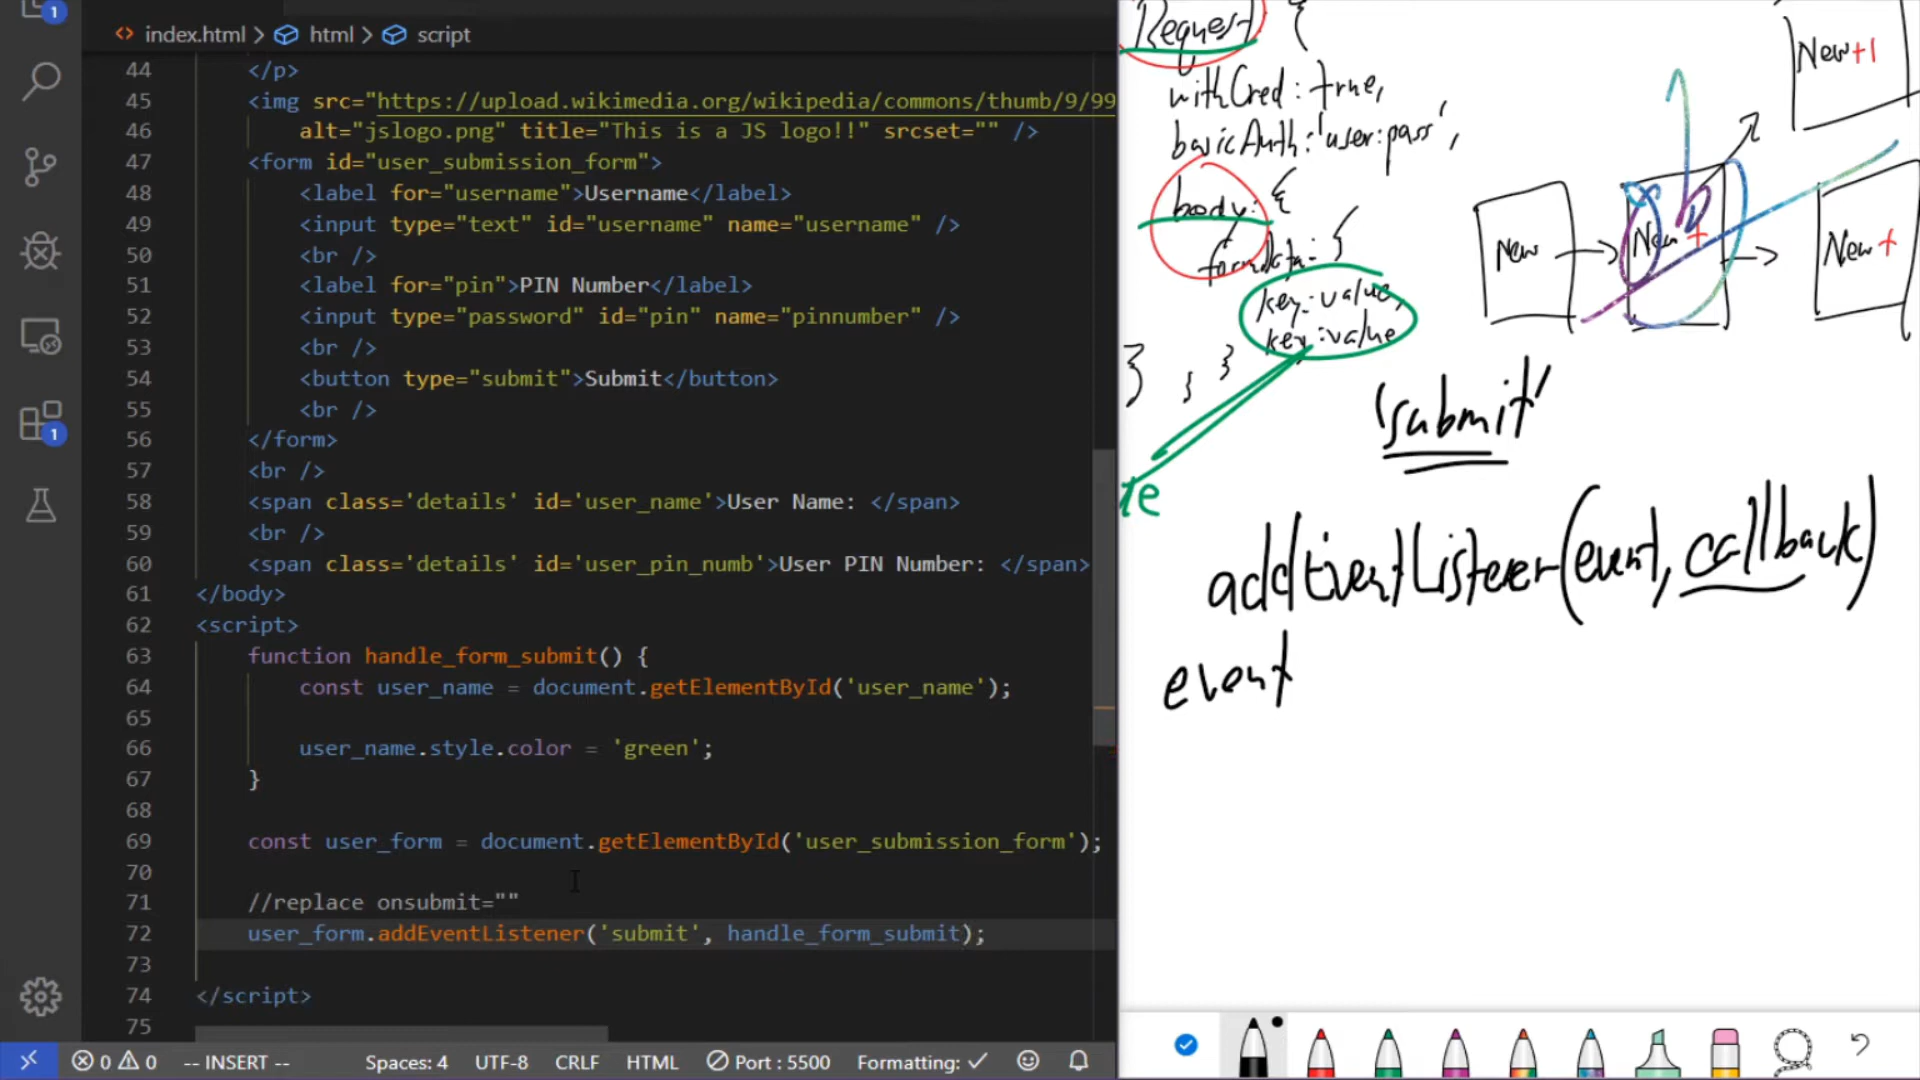 1
index.html > html > script
44 </p>
45 <img src="https://upload.wikimedia.org/wikipedia/commons/thumb/9/99
46 alt="jslogo.png" title="This is a JS logo!!" srcset="" />
47 <form id="user_submission_form">
48 <label for="username">Username</label>
49 <input type="text" id="username" name="username" />
50 <br />
51 <label for="pin">PIN Number</label>
52 <input type="password" id="pin" name="pinnumber" />
53 <br />
54 <button type="submit">Submit</button>
55 <br />
56 </form>
57 <br />
58 <span class='details' id='user_name'>User Name: </span>
59 <br />
60 <span class='details' id='user_pin_numb'>User PIN Number: </span>
61 </body>
62 <script>
63 function handle_form_submit() {
64 const user_name = document.getElementById('user_name');
65
66 user_name.style.color = 'green';
67 }
68
69 const user_form = document.getElementById('user_submission_form');
70
71 //replace onsubmit=""
72 user_form.addEventListener('submit', handle_form_submit);
73
74 </script>
75
1
0 0 -- INSERT -- Spaces: 4 UTF-8 CRLF HTML Port : 5500 Formatting: ✓
Request {
withCred: true,
basicAuth: 'user:pass',
body: {
formdata: {
key: value,
key: value
} , } }
te
New
New +
New +
New +1
'submit'
addEventListener(event, callback)
event